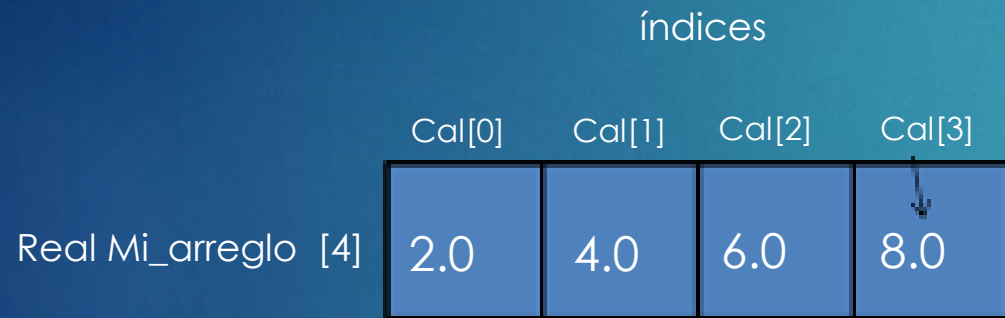 índices
Cal[0] Cal[1] Cal[2] Cal[3]
Real Mi_arreglo [4] 2.0 4.0 6.0 8.0